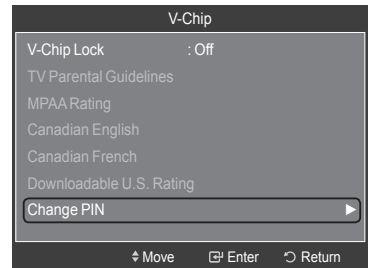 V-Chip
V-Chip Lock : Off
TV Parental Guidelines
MPAA Rating
Canadian English
Canadian French
Downloadable U.S. Rating
Change PIN
Move Enter Return